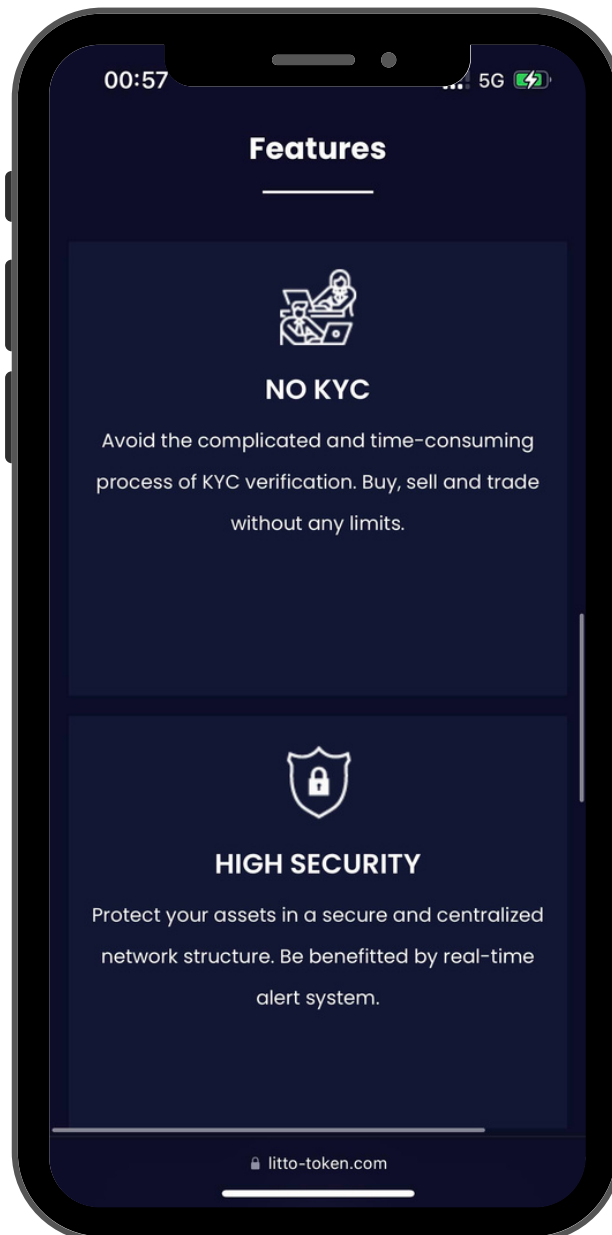 00:57
5G
Features
NO KYC
Avoid the complicated and time-consuming
process of KYC verification. Buy, sell and trade
without any limits.
HIGH SECURITY
Protect your assets in a secure and centralized
network structure. Be benefitted by real-time
alert system.
litto-token.com